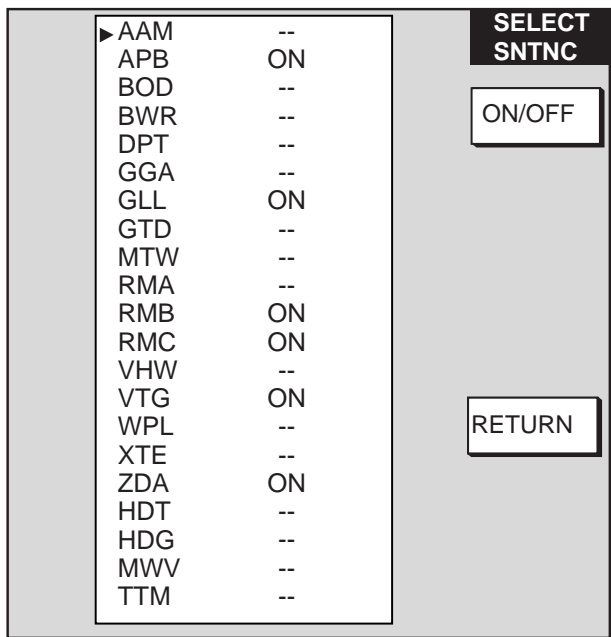 SELECT
SNTNC
▶AAM --
APB ON
BOD --
BWR --
DPT --
GGA --
GLL ON
GTD --
MTW --
RMA --
RMB ON
RMC ON
VHW --
VTG ON
WPL --
XTE --
ZDA ON
HDT --
HDG --
MWV --
TTM --
ON/OFF
RETURN